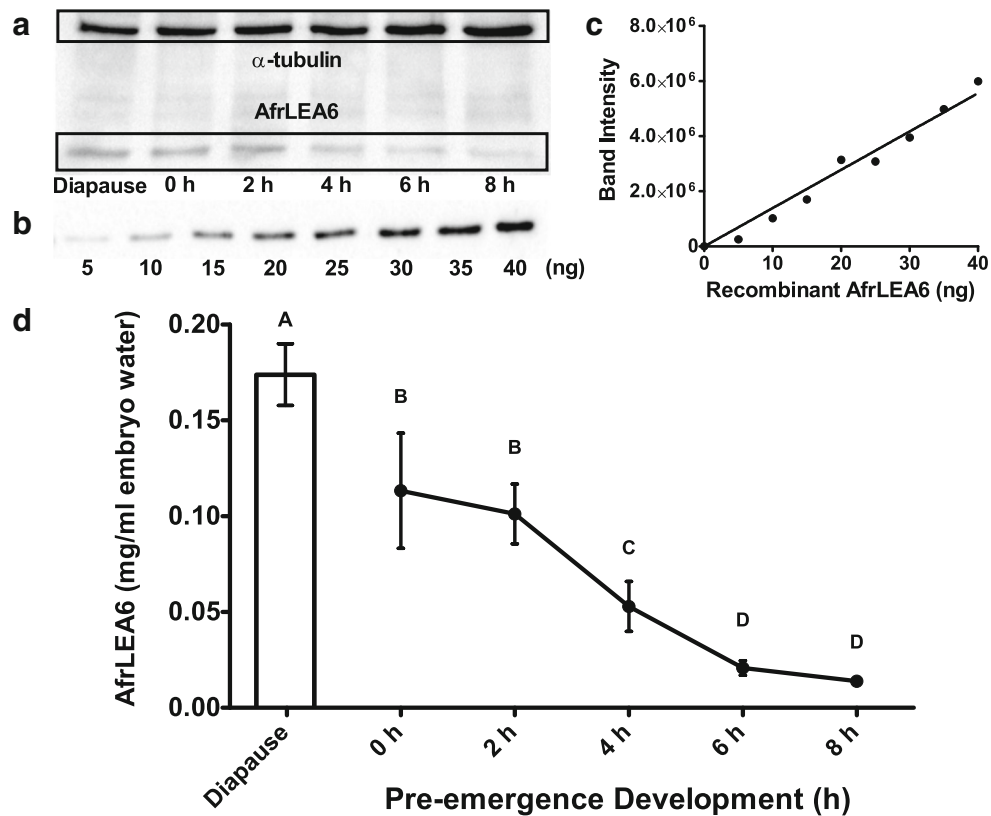 a
α-tubulin
AfrLEA6
Diapause 0 h 2 h 4 h 6 h 8 h
b
5 10 15 20 25 30 35 40 (ng)
c
Band Intensity
8.0×10⁶
6.0×10⁶
4.0×10⁶
2.0×10⁶
0
0 10 20 30 40
Recombinant AfrLEA6 (ng)
d
AfrLEA6 (mg/ml embryo water)
0.20
0.15
0.10
0.05
0.00
A
B
B
C
D
D
Diapause 0 h 2 h 4 h 6 h 8 h
Pre-emergence Development (h)